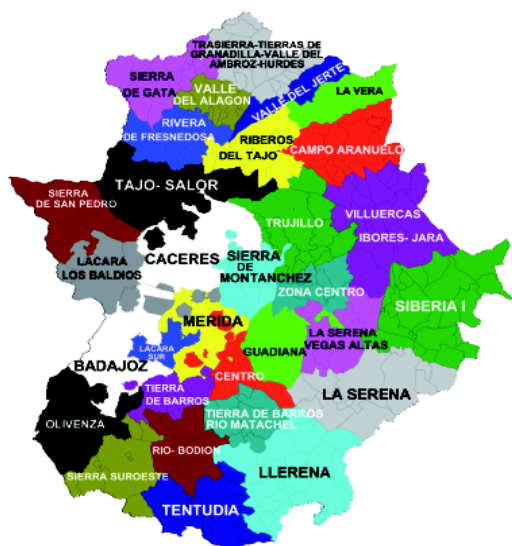 TRASIERRA-TIERRAS DE
GRANADILLA-VALLE DEL
AMBROZ-HURDES
SIERRA
DE GATA
VALLE
DEL ALAGON
VALLE DEL JERTE
LA VERA
RIVERA
DE FRESNEDOSA
RIBEROS
DEL TAJO
CAMPO ARANUELO
TAJO- SALOR
SIERRA
DE SAN PEDRO
TRUJILLO
VILLUERCAS
IBORES- JARA
CACERES
SIERRA
DE
MONTANCHEZ
LACARA
LOS BALDIOS
ZONA CENTRO
SIBERIA I
MERIDA
LACARA
SUR
GUADIANA
LA SERENA
VEGAS ALTAS
BADAJOZ
CENTRO
LA SERENA
TIERRA
DE BARROS
OLIVENZA
TIERRA DE BARROS
RIO MATACHEL
RIO- BODION
SIERRA SUROESTE
LLERENA
TENTUDIA